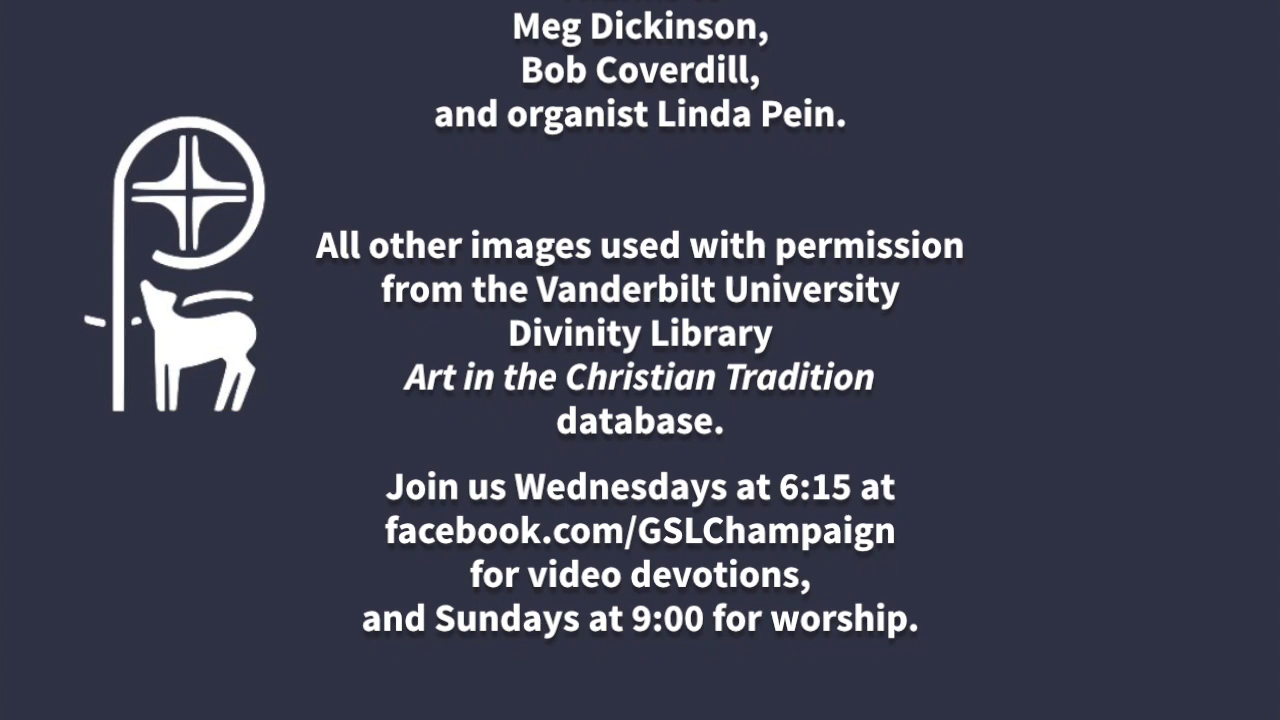 Meg Dickinson,
Bob Coverdill,
and organist Linda Pein.
All other images used with permission
from the Vanderbilt University
Divinity Library
Art in the Christian Tradition
database.
Join us Wednesdays at 6:15 at
facebook.com/GSLChampaign
for video devotions,
and Sundays at 9:00 for worship.